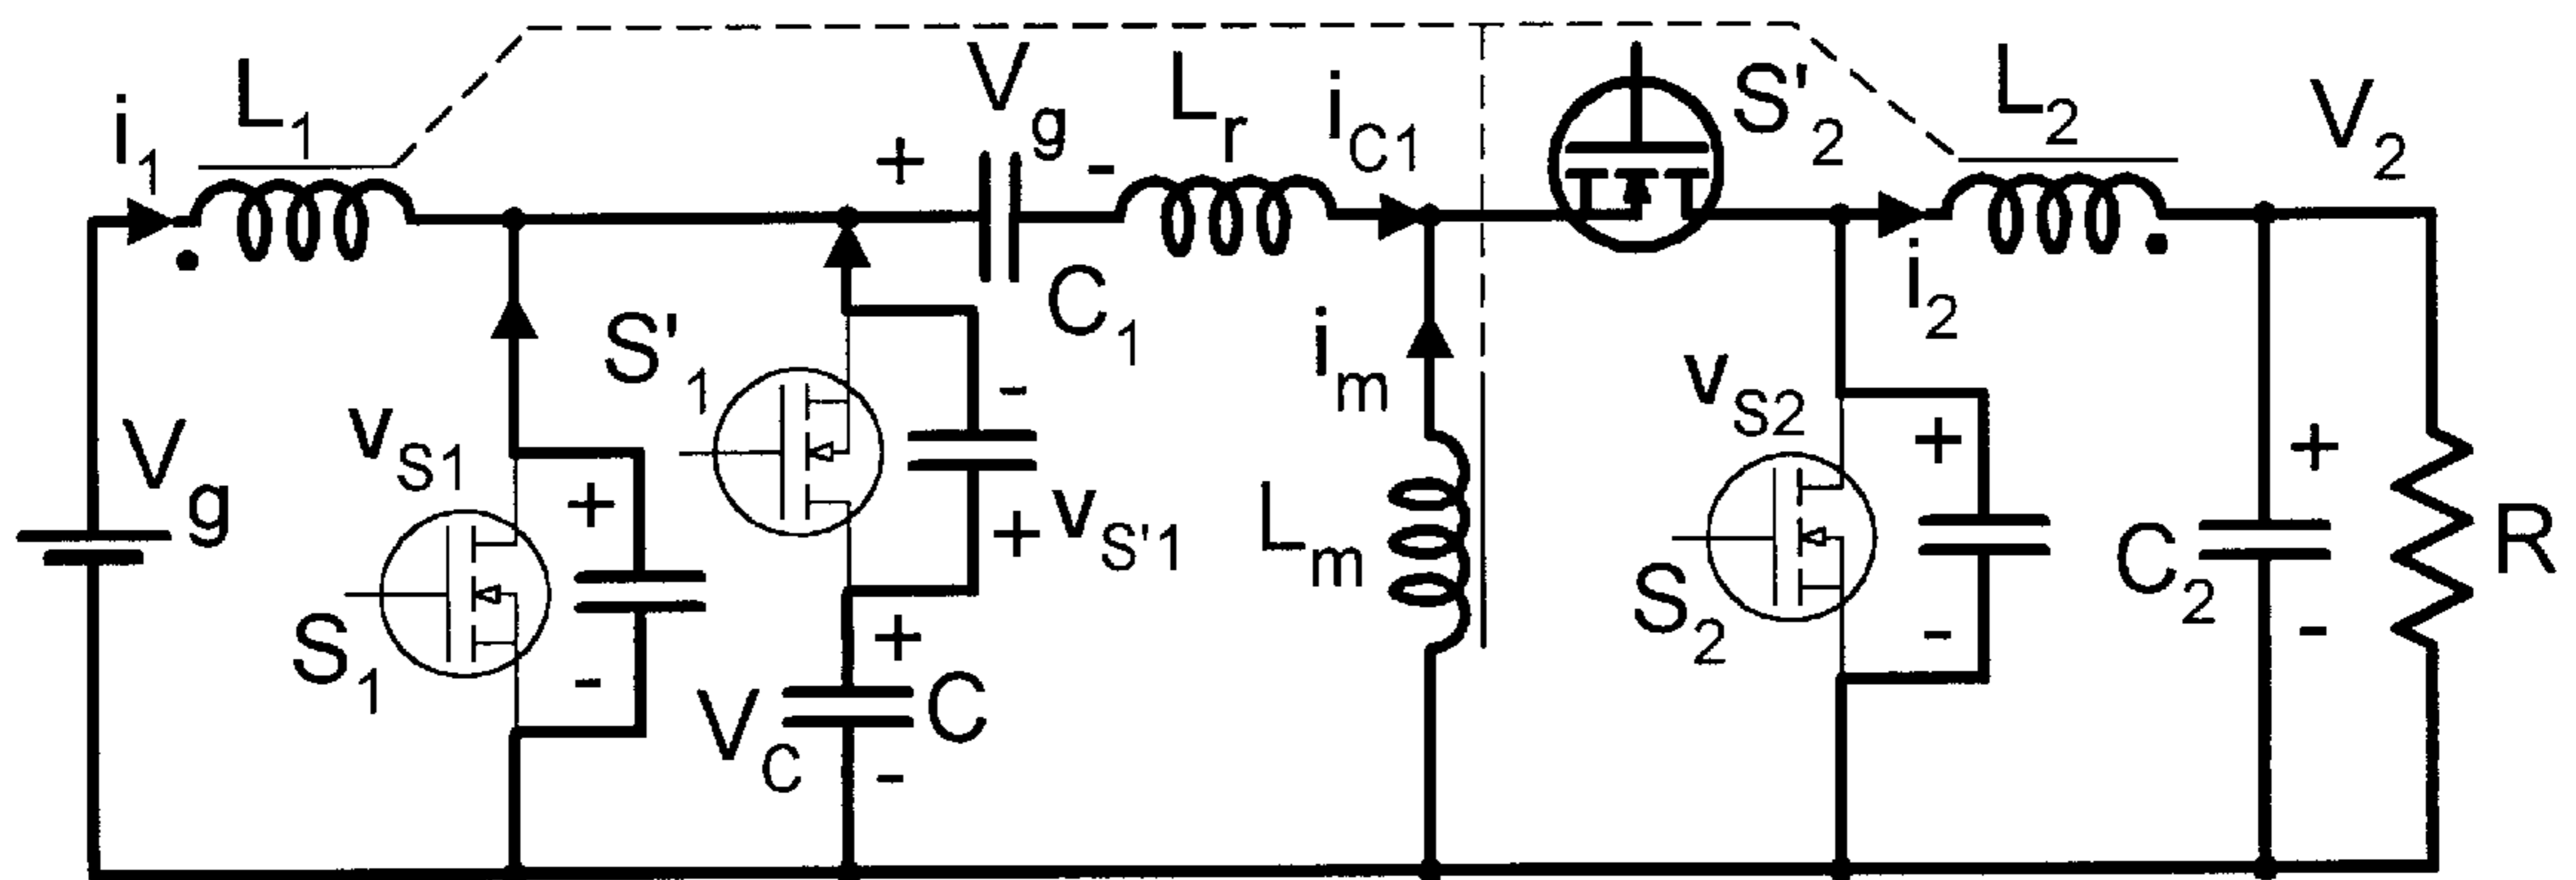 i1
L1
Vg
+
-
Lr
iC1
S'2
L2
V2
C1
i2
S'1
im
vS1
+
-
S1
Vg
-
+
vS'1
+
VC
C
-
Lm
vS2
+
-
S2
+
C2
-
R